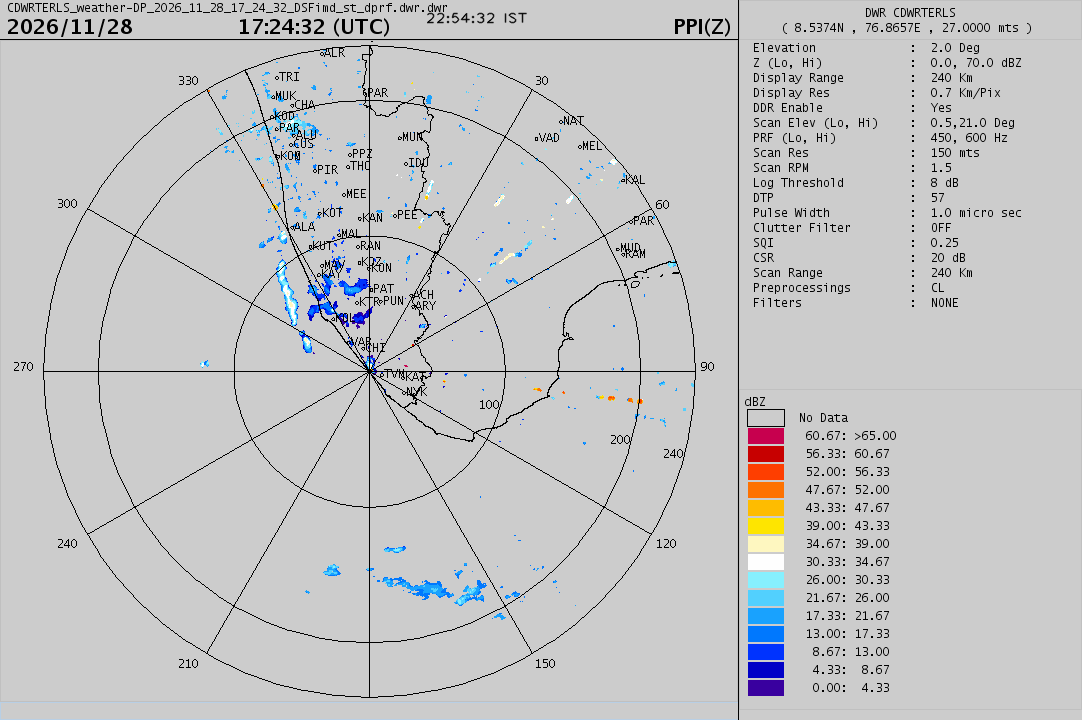 CDWRTERLS_weather-DP_2026_11_28_17_24_32_DSFimd_st_dprf.dwr.dwr
2026/11/28 17:24:32 (UTC) 22:54:32 IST PPI(Z)
DWR CDWRTERLS
( 8.5374N , 76.8657E , 27.0000 mts )
Elevation : 2.0 Deg
Z (Lo, Hi) : 0.0, 70.0 dBZ
Display Range : 240 Km
Display Res : 0.7 Km/Pix
DDR Enable : Yes
Scan Elev (Lo, Hi) : 0.5,21.0 Deg
PRF (Lo, Hi) : 450, 600 Hz
Scan Res : 150 mts
Scan RPM : 1.5
Log Threshold : 8 dB
DTP : 57
Pulse Width : 1.0 micro sec
Clutter Filter : OFF
SQI : 0.25
CSR : 20 dB
Scan Range : 240 Km
Preprocessings : CL
Filters : NONE
dBZ
No Data
60.67: >65.00
56.33: 60.67
52.00: 56.33
47.67: 52.00
43.33: 47.67
39.00: 43.33
34.67: 39.00
30.33: 34.67
26.00: 30.33
21.67: 26.00
17.33: 21.67
13.00: 17.33
8.67: 13.00
4.33: 8.67
0.00: 4.33
ALR
330 TRI 30
PAR
MUK
CHA
KOD
NAT
PAR
ALU
MUN
VAD
CUS
MEL
KOM
PPZ
THO
IDU
PIR
KAL
MEE
300
60
KOT
KAN
PEE
PAR
ALA
MAL
KUT
RAN
MUD
RAM
MAV
KOZ
KON
KAY
PAT
ACH
KTR
PUN
ARY
KOL
VAR
CHI
270
90
TVM
KAT
NYK
100
200
240
240
120
210
150